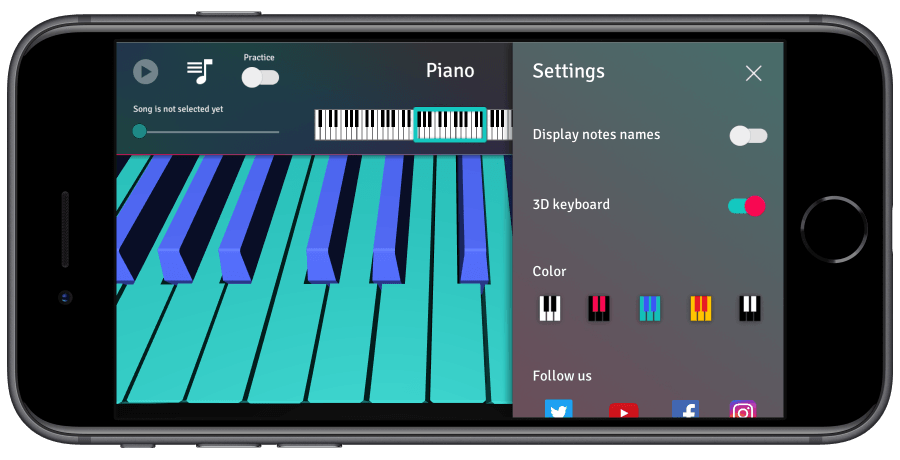 Practice
Piano
Settings
Song is not selected yet
Display notes names
3D keyboard
Color
Follow us